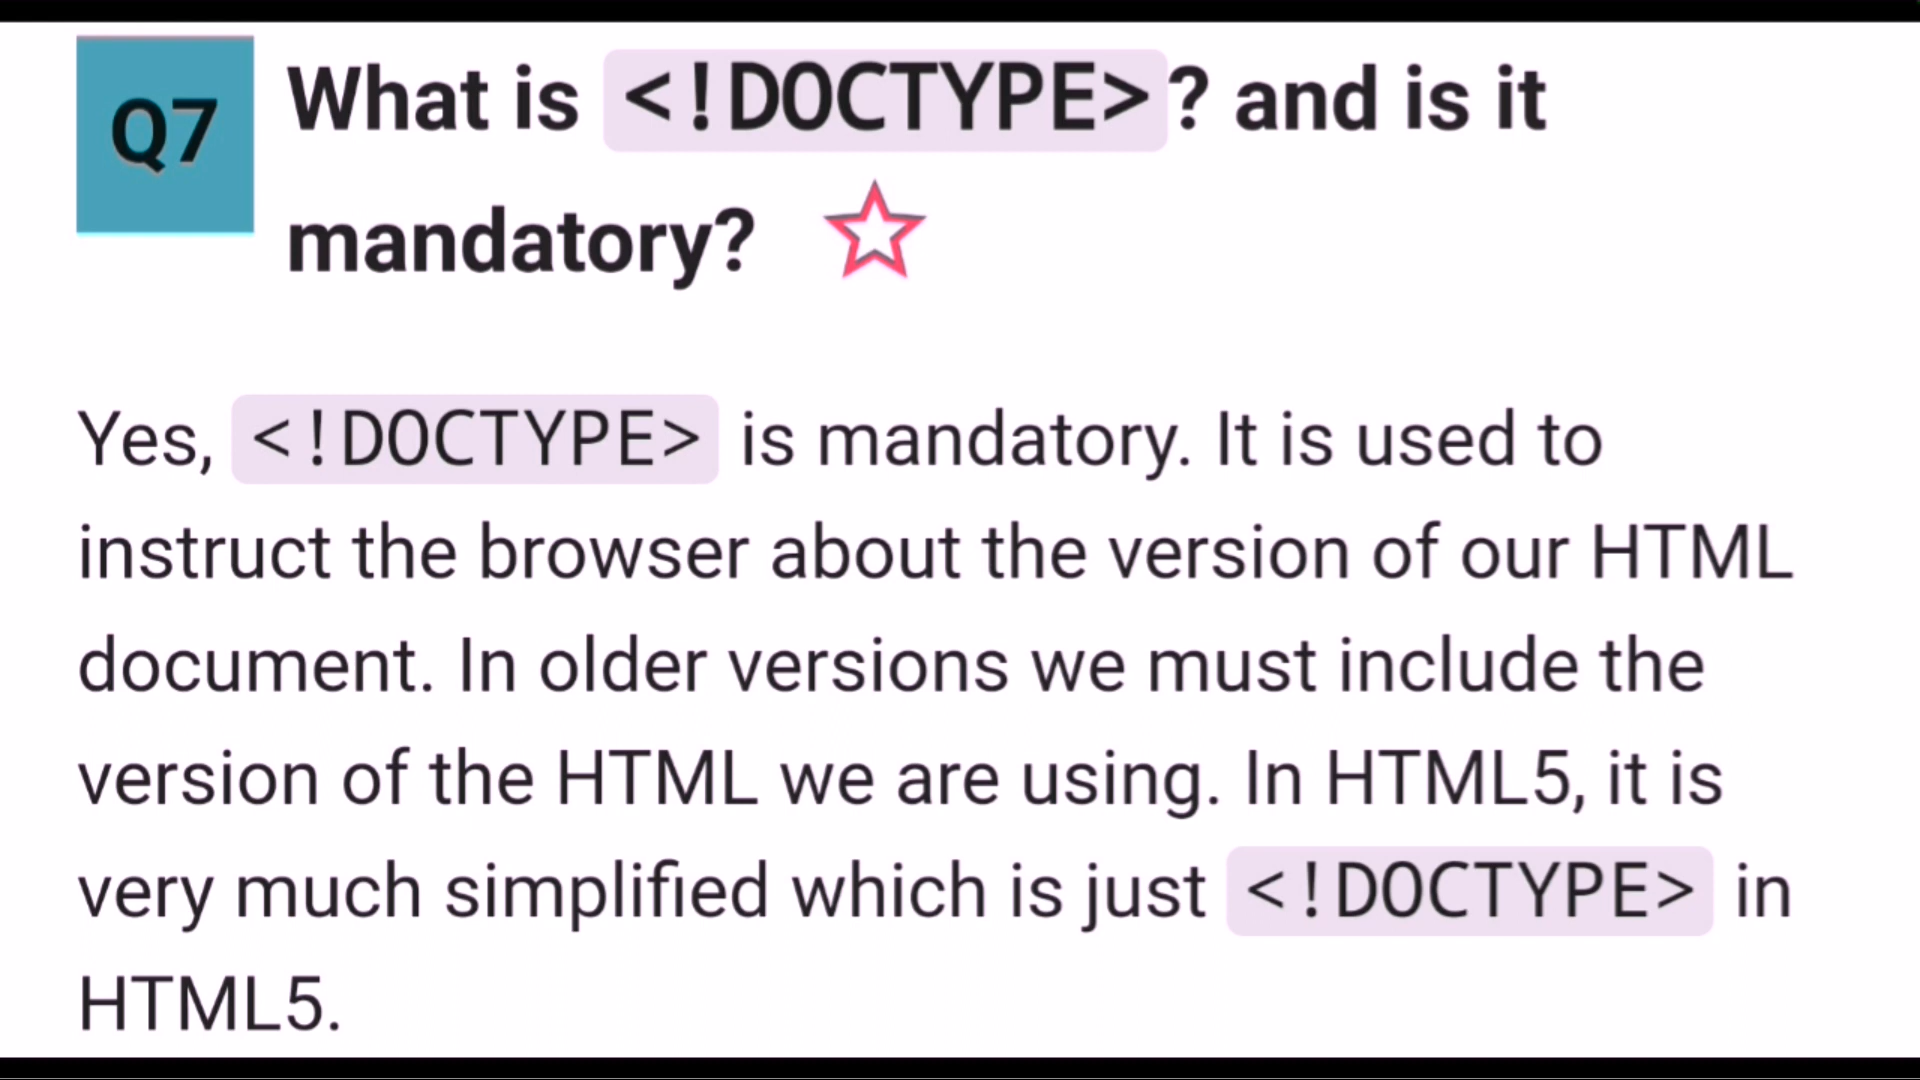 Q7
What is <!DOCTYPE>? and is it
mandatory?
Yes, <!DOCTYPE> is mandatory. It is used to
instruct the browser about the version of our HTML
document. In older versions we must include the
version of the HTML we are using. In HTML5, it is
very much simplified which is just <!DOCTYPE> in
HTML5.